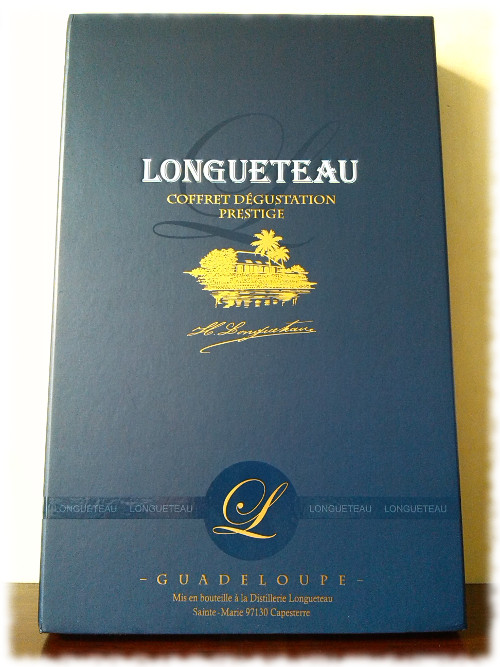 LONGUETEAU
COFFRET DÉGUSTATION
PRESTIGE
H. Longueteau
L
LONGUETEAU LONGUETEAU LONGUETEAU LONGUETEAU
- GUADELOUPE -
Mis en bouteille à la Distillerie Longueteau
Sainte-Marie 97130 Capesterre